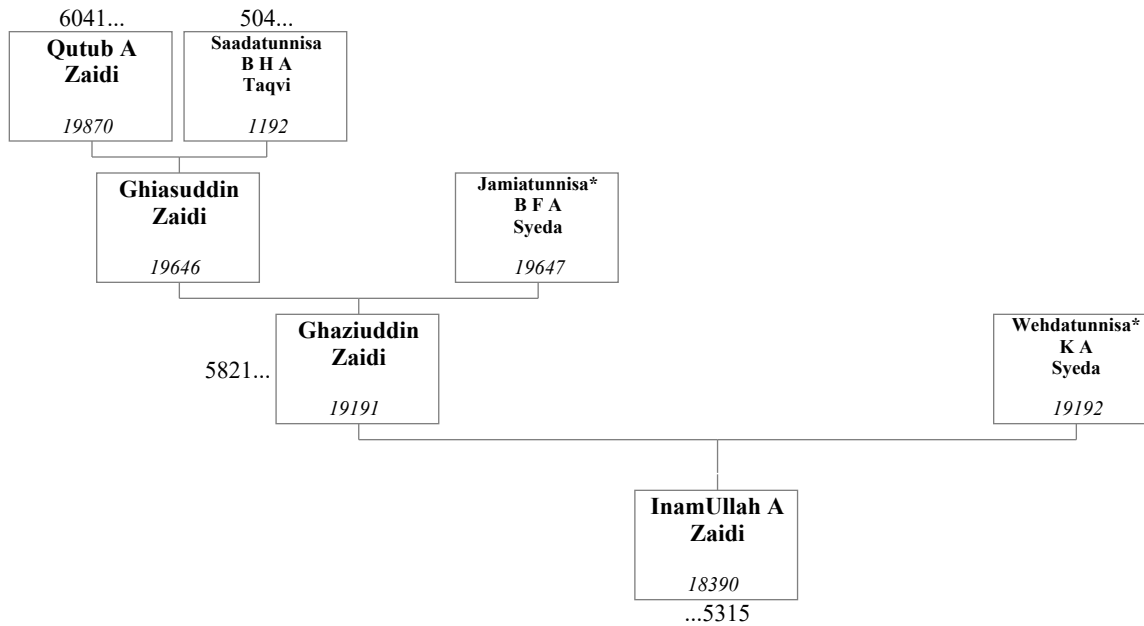 6041...
504...
Qutub A
Zaidi
19870
Saadatunnisa
B H A
Taqvi
1192
Ghiasuddin
Zaidi
19646
Jamiatunnisa*
B F A
Syeda
19647
5821...
Ghaziuddin
Zaidi
19191
Wehdatunnisa*
K A
Syeda
19192
InamUllah A
Zaidi
18390
...5315